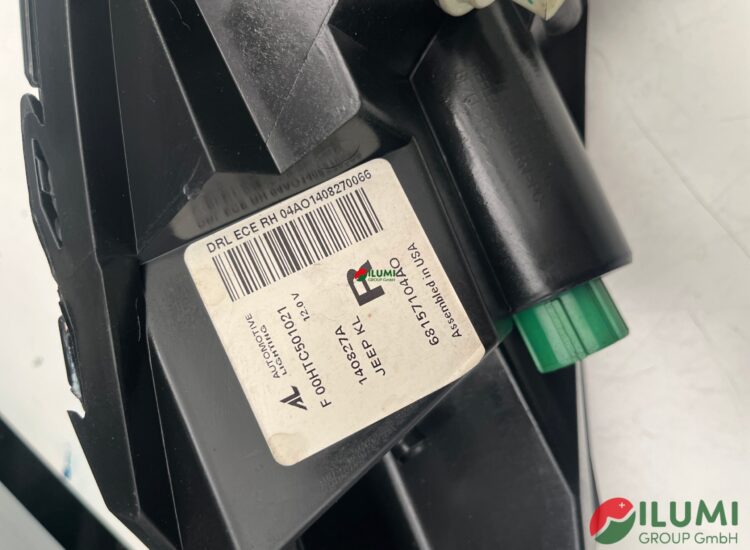 DRL ECE RH 04AO1408270066
AL
AUTOMOTIVE
LIGHTING
F 00HTC501021
12.0V
140827A
JEEP KL
R
68157104AO
Assembled in USA
ILUMI
GROUP GmbH
ILUMI
GROUP GmbH